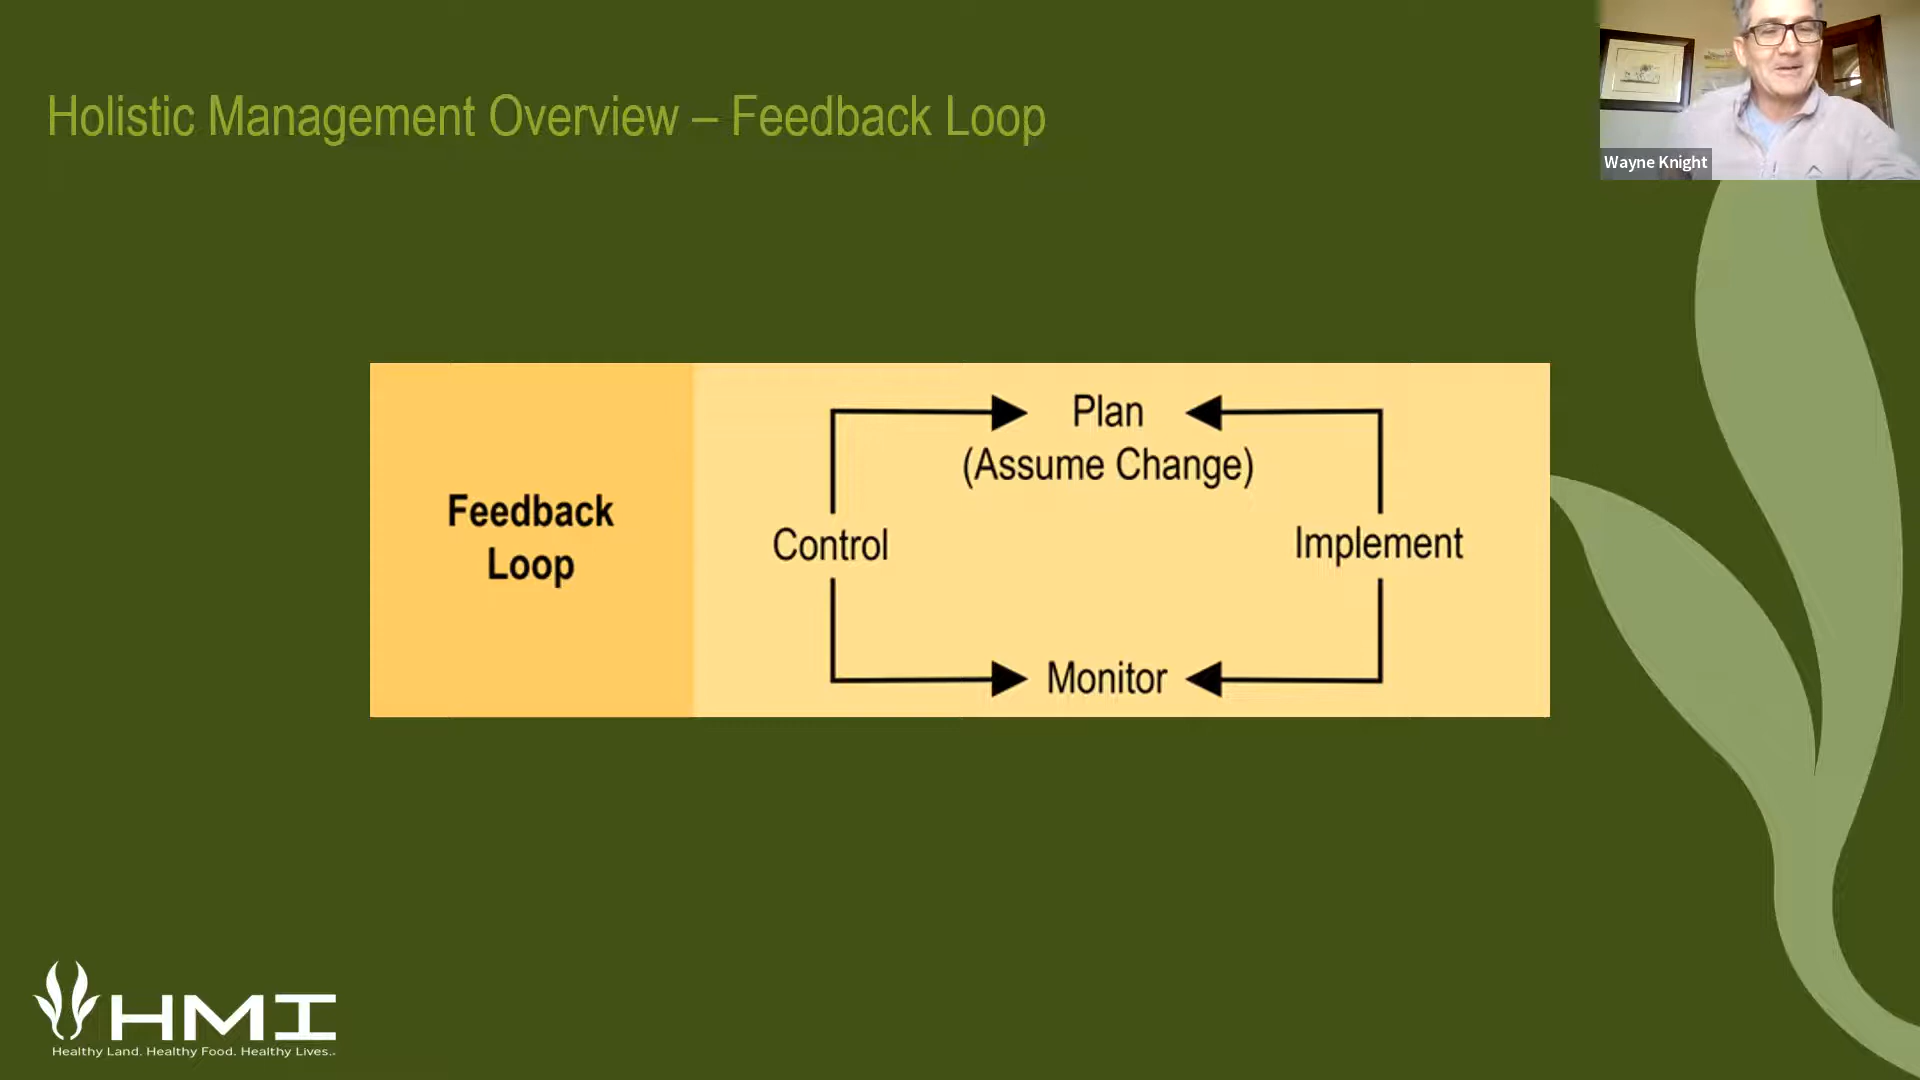 Holistic Management Overview – Feedback Loop
Wayne Knight
Feedback
Loop
Plan
(Assume Change)
Control
Implement
Monitor
HMI
Healthy Land. Healthy Food. Healthy Lives..